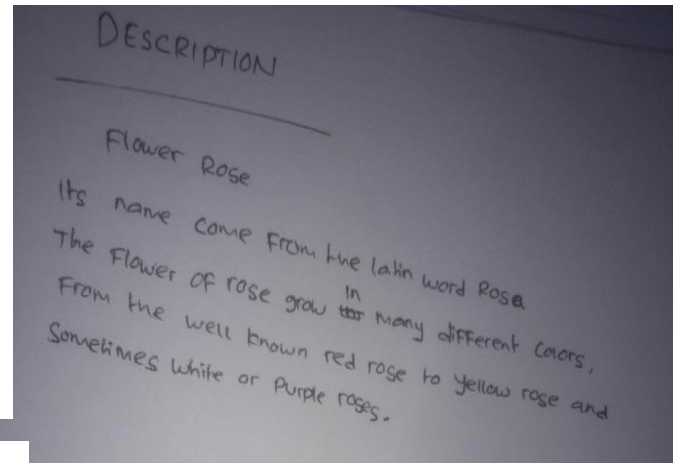 DESCRIPTION
Flower Rose
Its name come From the latin word Rosa
The Flower of rose grow in many different colors,
From the well known red rose to yellow rose and
Sometimes white or purple roses.